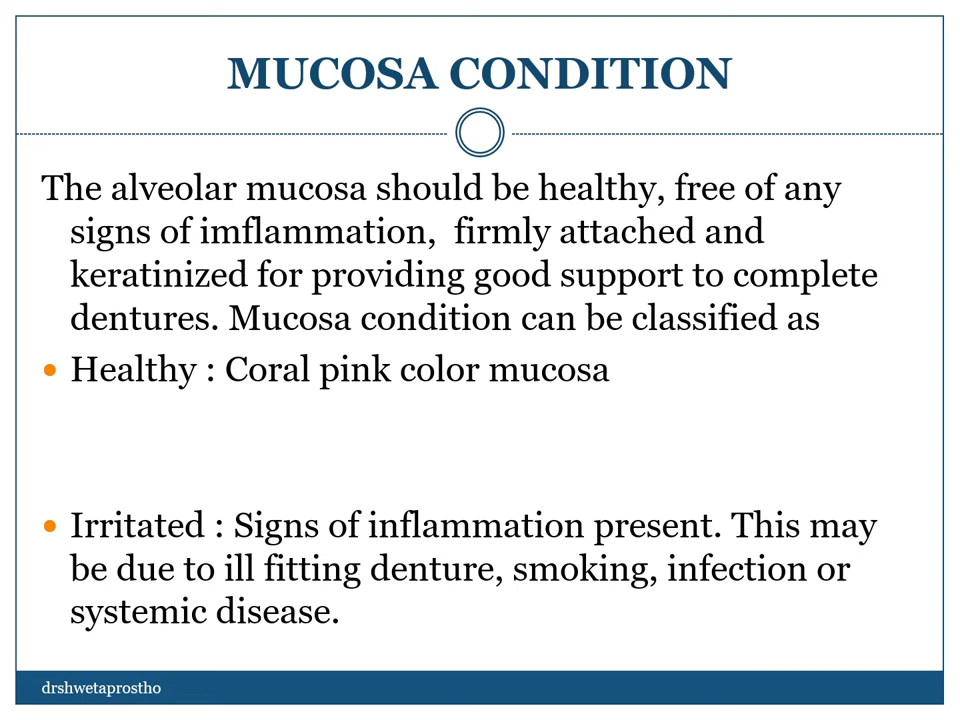 MUCOSA CONDITION
The alveolar mucosa should be healthy, free of any
signs of imflammation,  firmly attached and
keratinized for providing good support to complete
dentures. Mucosa condition can be classified as
• Healthy : Coral pink color mucosa
• Irritated : Signs of inflammation present. This may
be due to ill fitting denture, smoking, infection or
systemic disease.
drshwetaprostho